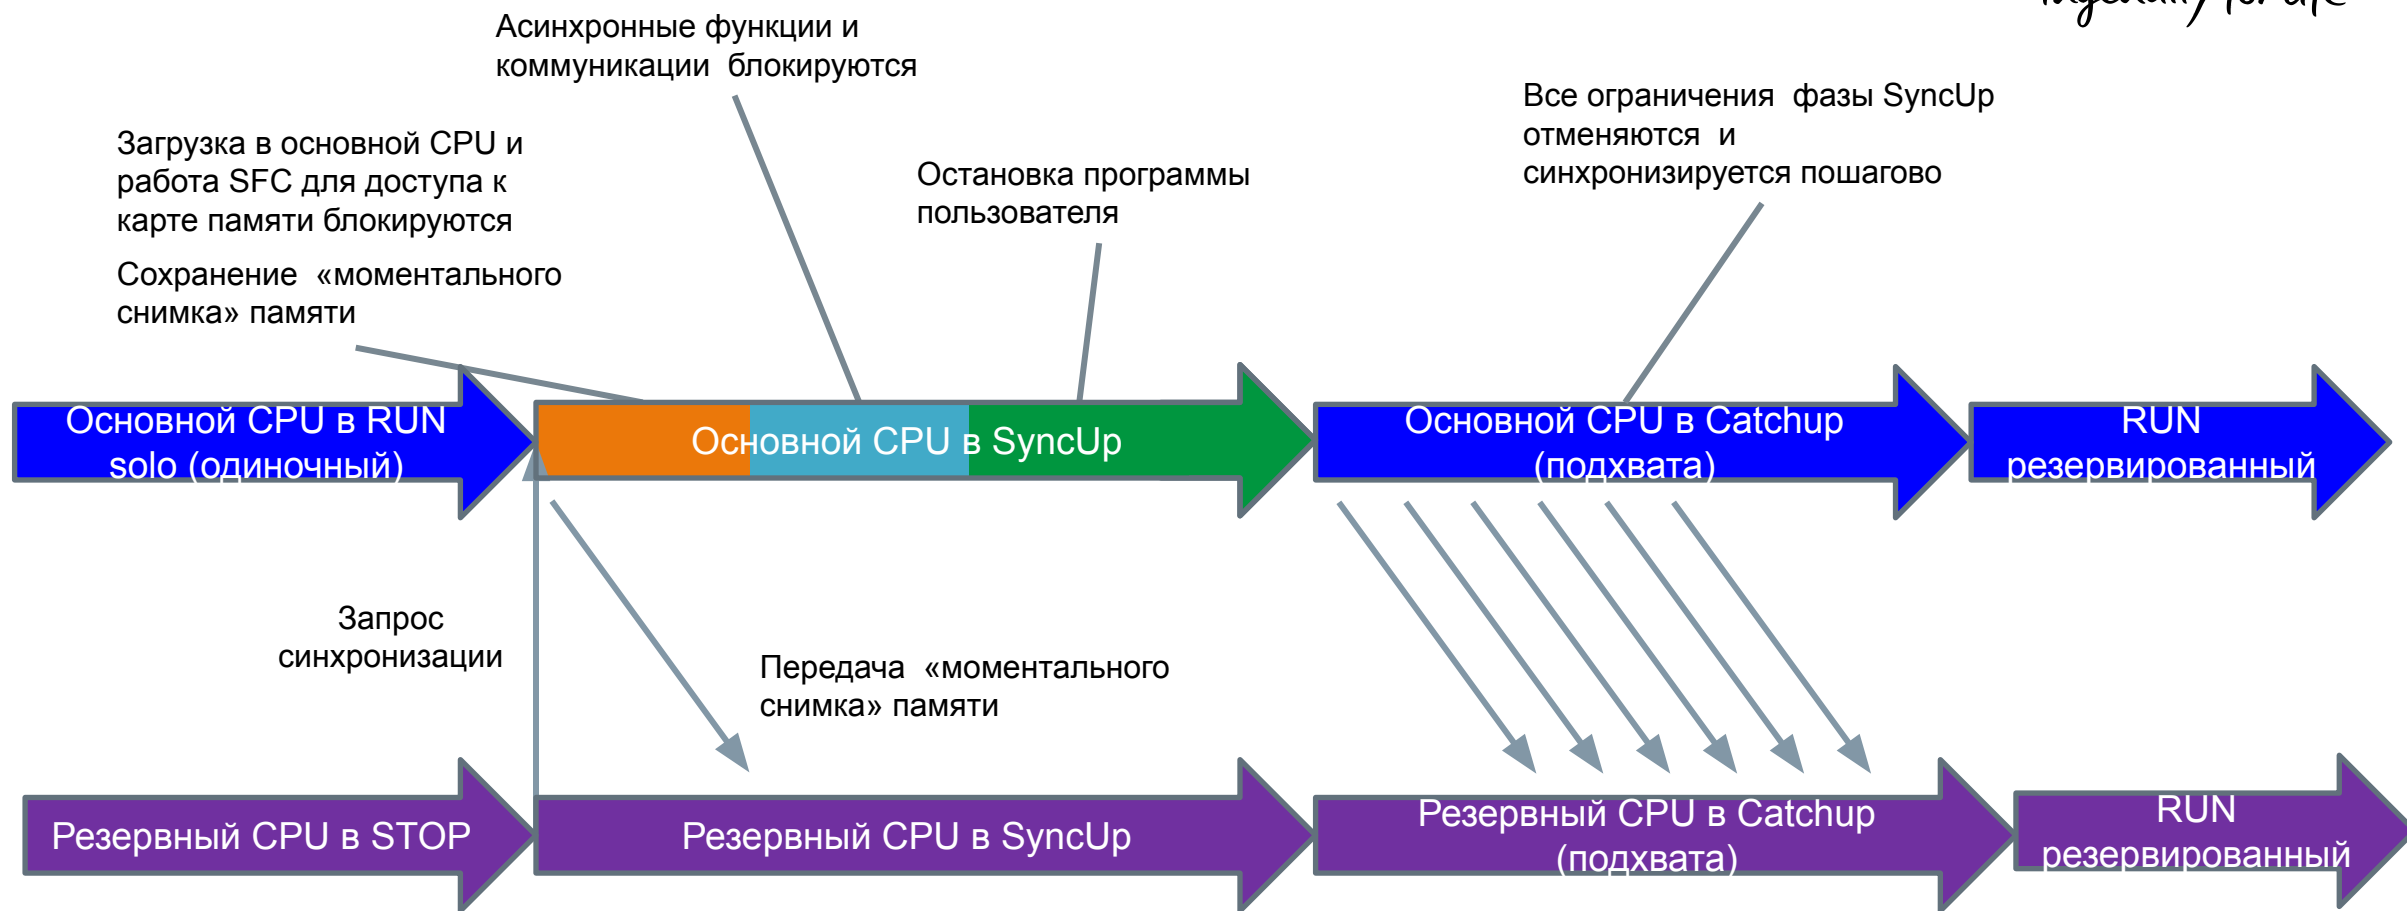 ingenuity for life
Асинхронные функции и
коммуникации блокируются
Все ограничения фазы SyncUp
отменяются и
синхронизируется пошагово
Загрузка в основной CPU и
работа SFC для доступа к
карте памяти блокируются
Остановка программы
пользователя
Сохранение «моментального
снимка» памяти
Основной CPU в RUN
solo (одиночный)
Основной CPU в SyncUp
Основной CPU в Catchup
(подхвата)
RUN
резервированный
Запрос
синхронизации
Передача «моментального
снимка» памяти
Резервный CPU в STOP
Резервный CPU в SyncUp
Резервный CPU в Catchup
(подхвата)
RUN
резервированный